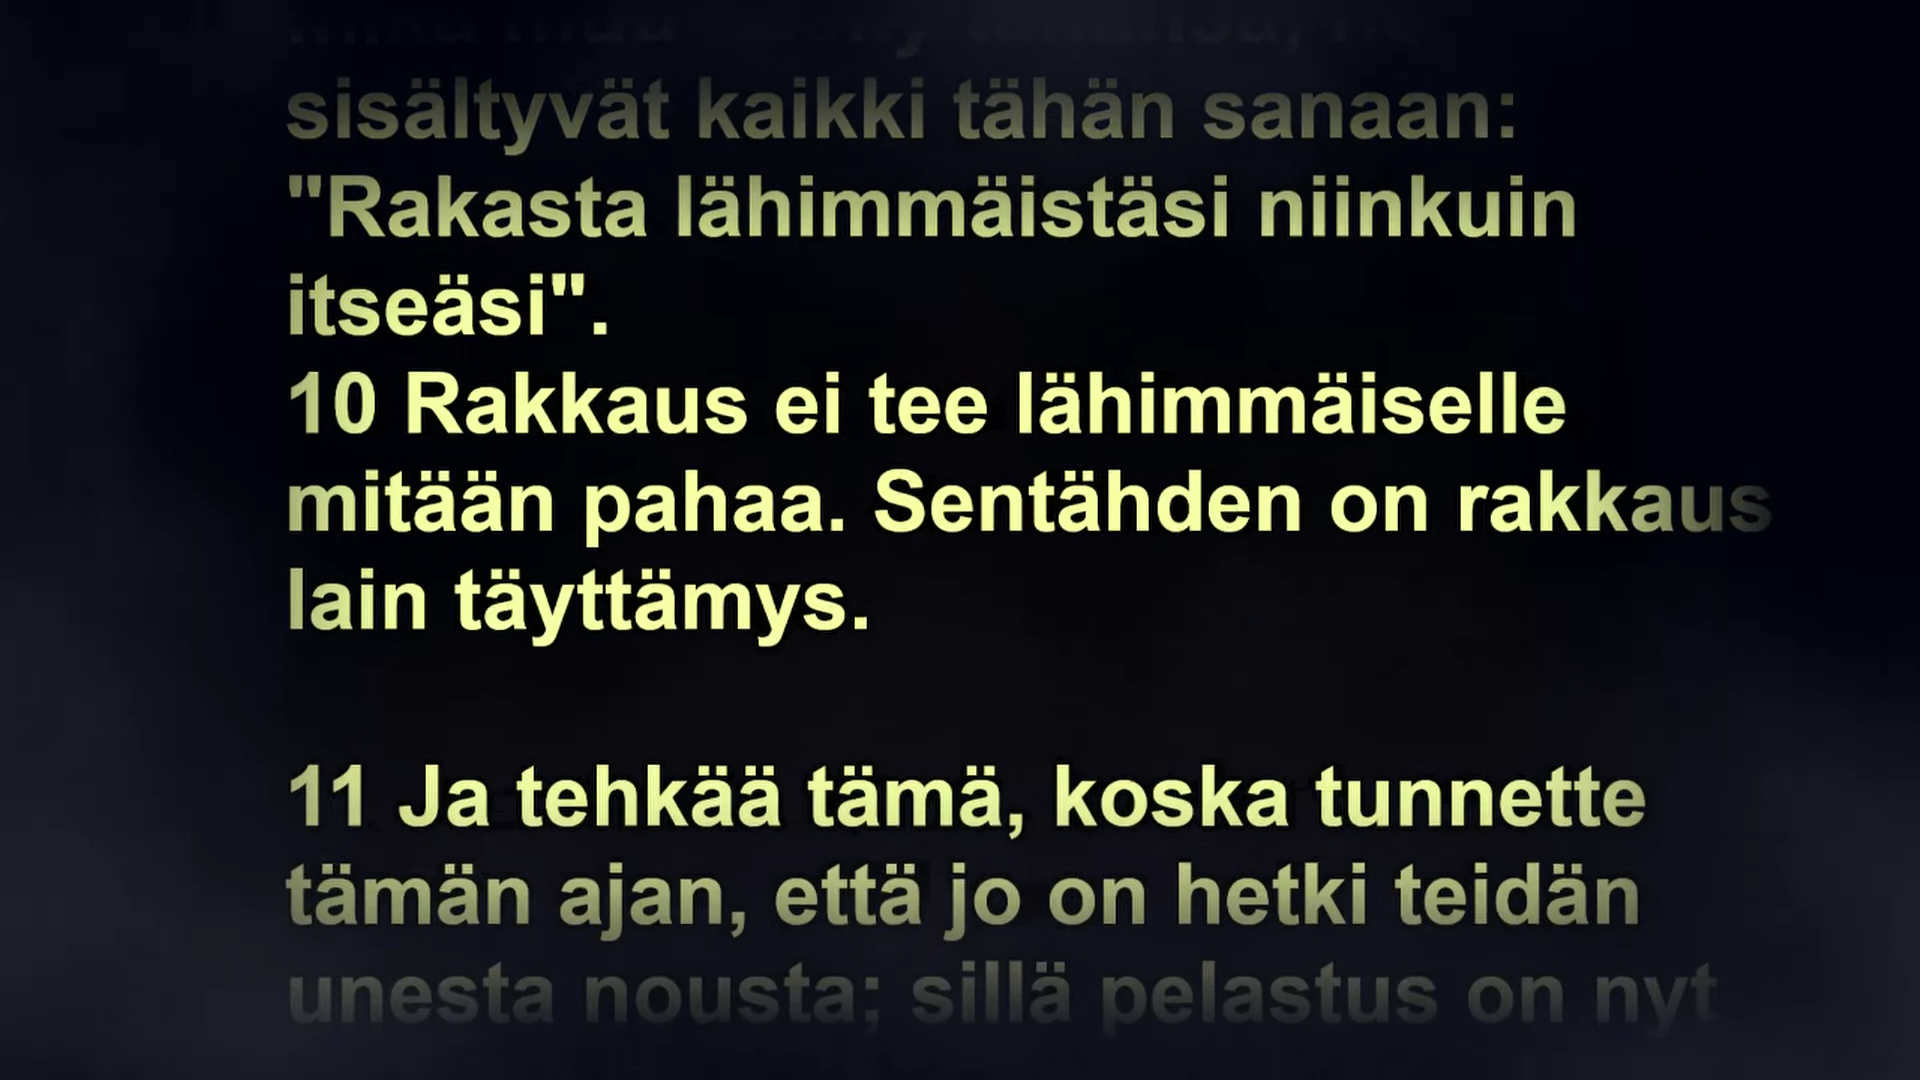 sisältyvät kaikki tähän sanaan:
"Rakasta lähimmäistäsi niinkuin
itseäsi".
10 Rakkaus ei tee lähimmäiselle
mitään pahaa. Sentähden on rakkaus
lain täyttämys.
11 Ja tehkää tämä, koska tunnette
tämän ajan, että jo on hetki teidän
unesta nousta; sillä pelastus on nyt